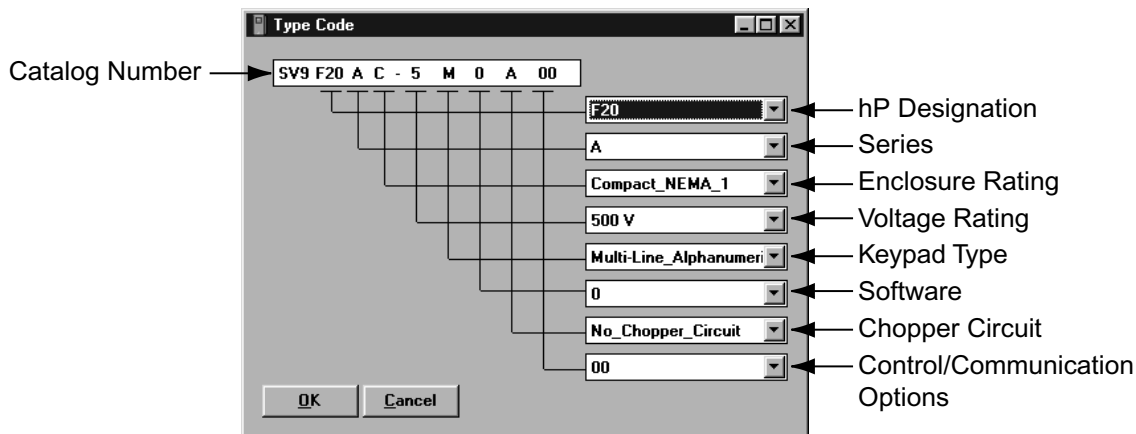 Type Code
Catalog Number
SV9 F20 A C - 5 M 0 A 00
F20
hP Designation
A
Series
Compact_NEMA_1
Enclosure Rating
500 V
Voltage Rating
Multi-Line_Alphanumeri
Keypad Type
0
Software
No_Chopper_Circuit
Chopper Circuit
00
Control/Communication
Options
OK
Cancel